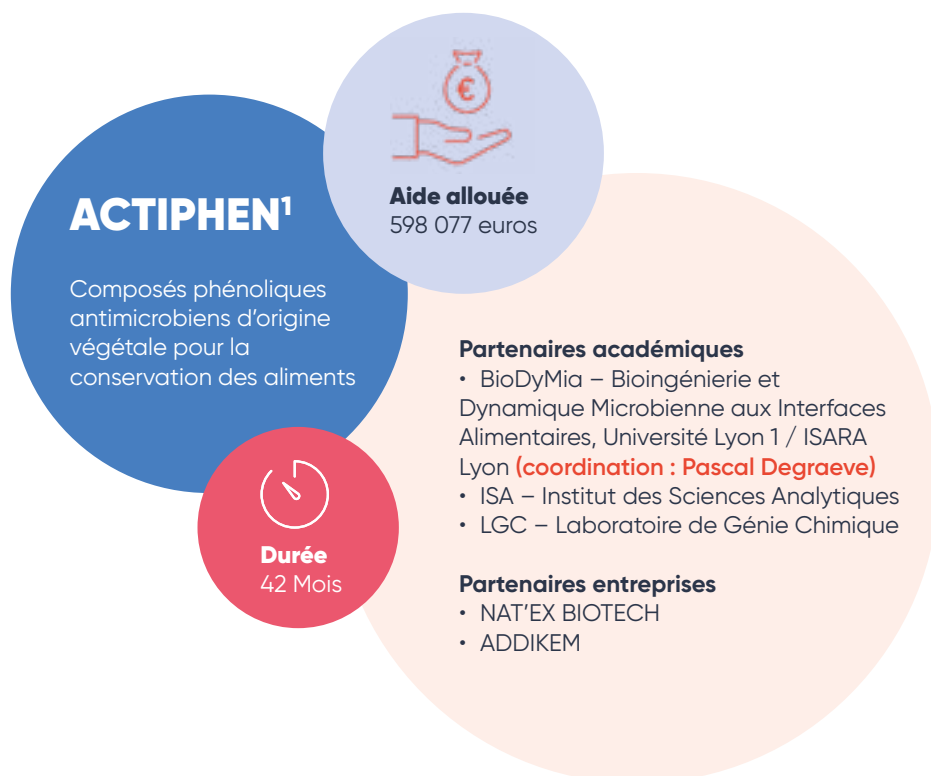 ACTIPHEN¹
Composés phénoliques
antimicrobiens d'origine
végétale pour la
conservation des aliments
€
Aide allouée
598 077 euros
Durée
42 Mois
Partenaires académiques
• BioDyMia – Bioingénierie et
Dynamique Microbienne aux Interfaces
Alimentaires, Université Lyon 1 / ISARA
Lyon (coordination : Pascal Degraeve)
• ISA – Institut des Sciences Analytiques
• LGC – Laboratoire de Génie Chimique
Partenaires entreprises
• NAT'EX BIOTECH
• ADDIKEM